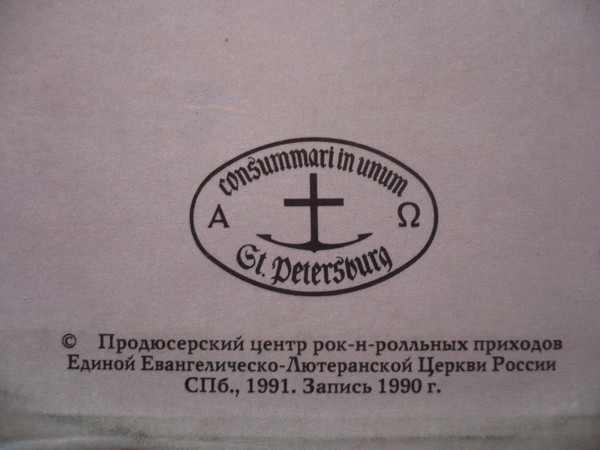 consummari in unum
Α Ω
St. Petersburg
© Продюсерский центр рок-н-ролльных приходов
Единой Евангелическо-Лютеранской Церкви России
СПб., 1991. Запись 1990 г.